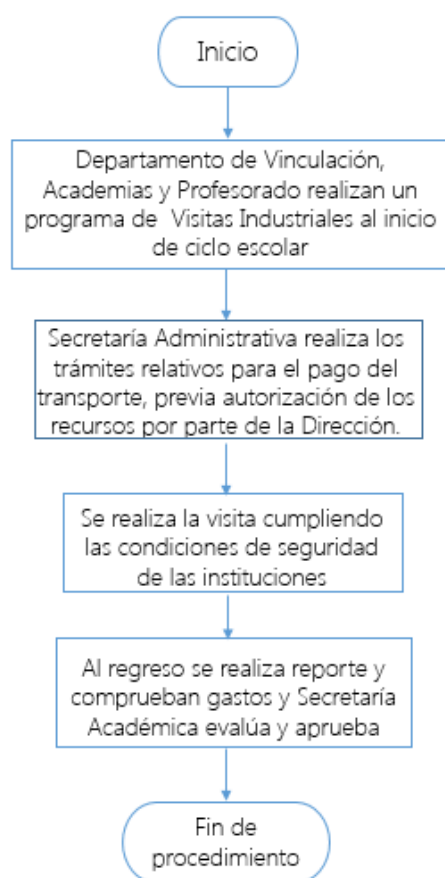 Inicio
Departamento de Vinculación,
Academias y Profesorado realizan un
programa de Visitas Industriales al inicio
de ciclo escolar
Secretaría Administrativa realiza los
trámites relativos para el pago del
transporte, previa autorización de los
recursos por parte de la Dirección.
Se realiza la visita cumpliendo
las condiciones de seguridad
de las instituciones
Al regreso se realiza reporte y
comprueban gastos y Secretaría
Académica evalúa y aprueba
Fin de
procedimiento